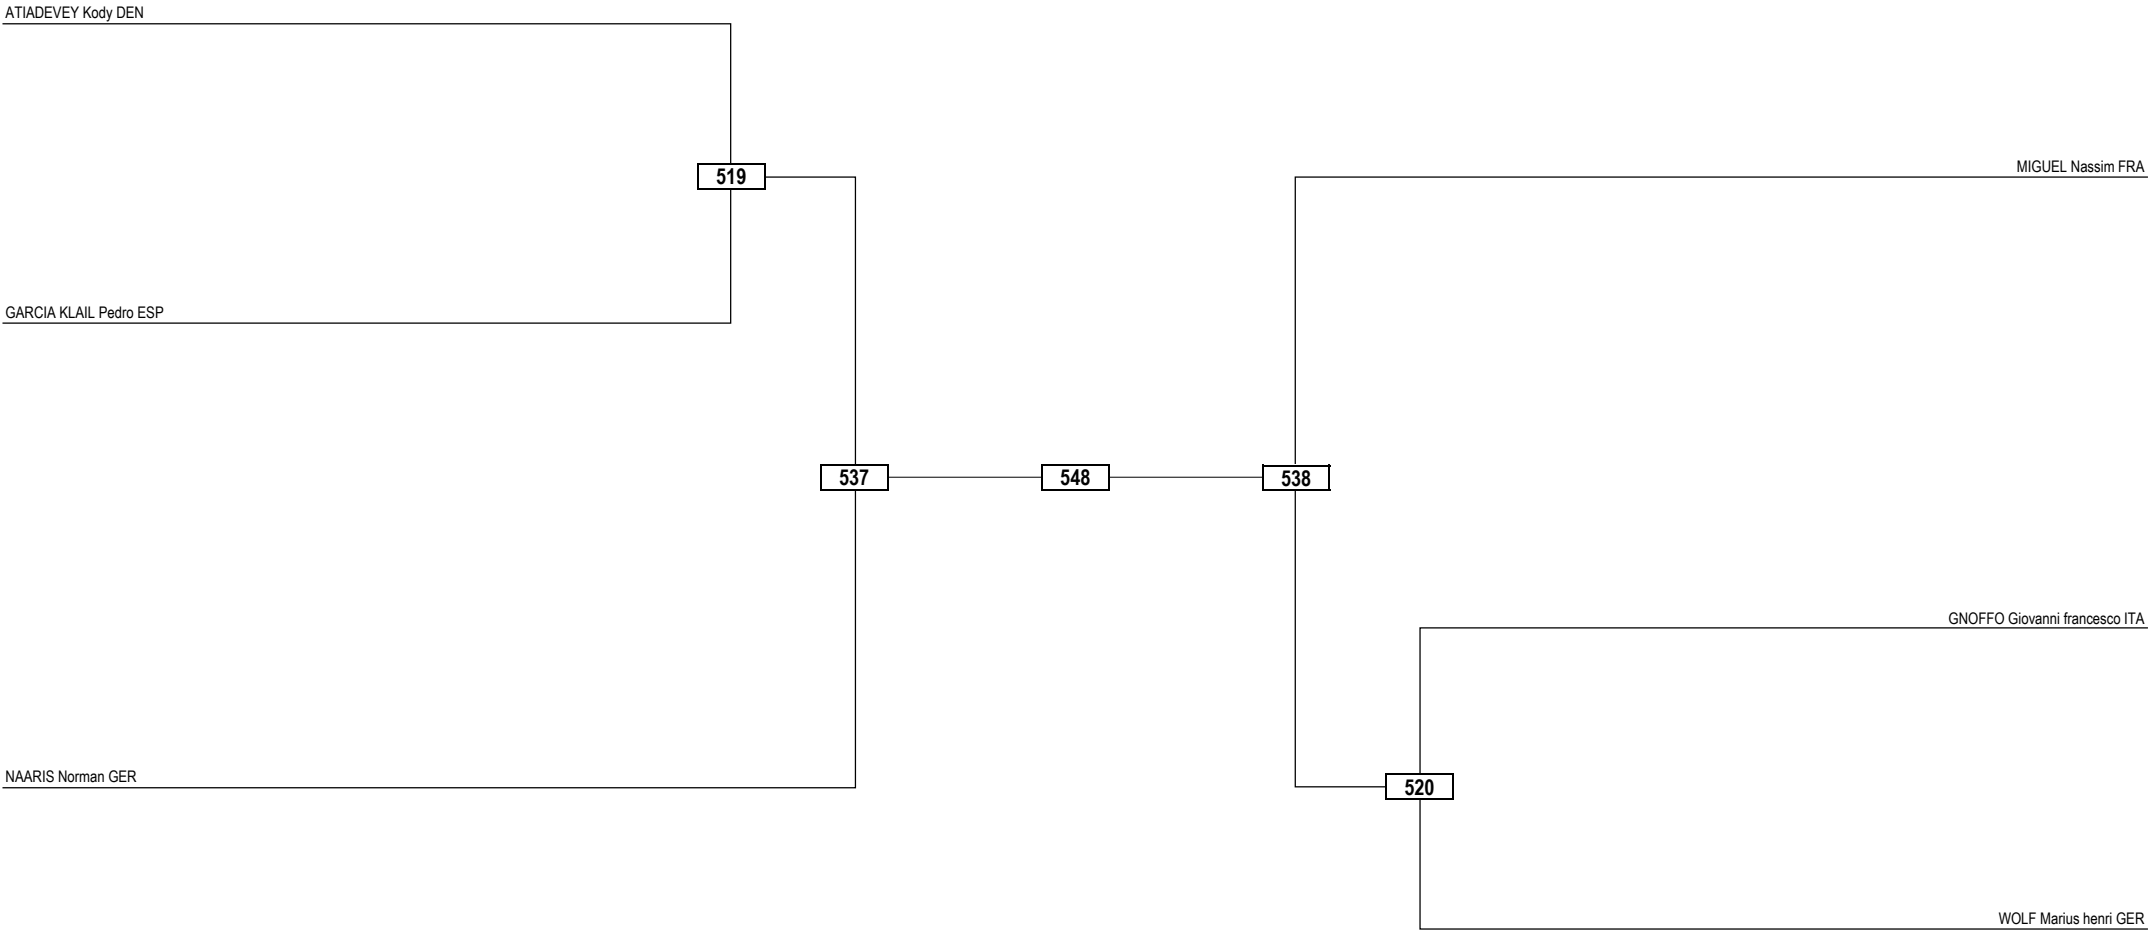 ATIADEVEY Kody DEN
MIGUEL Nassim FRA
519
GARCIA KLAIL Pedro ESP
537
548
538
GNOFFO Giovanni francesco ITA
NAARIS Norman GER
520
WOLF Marius henri GER